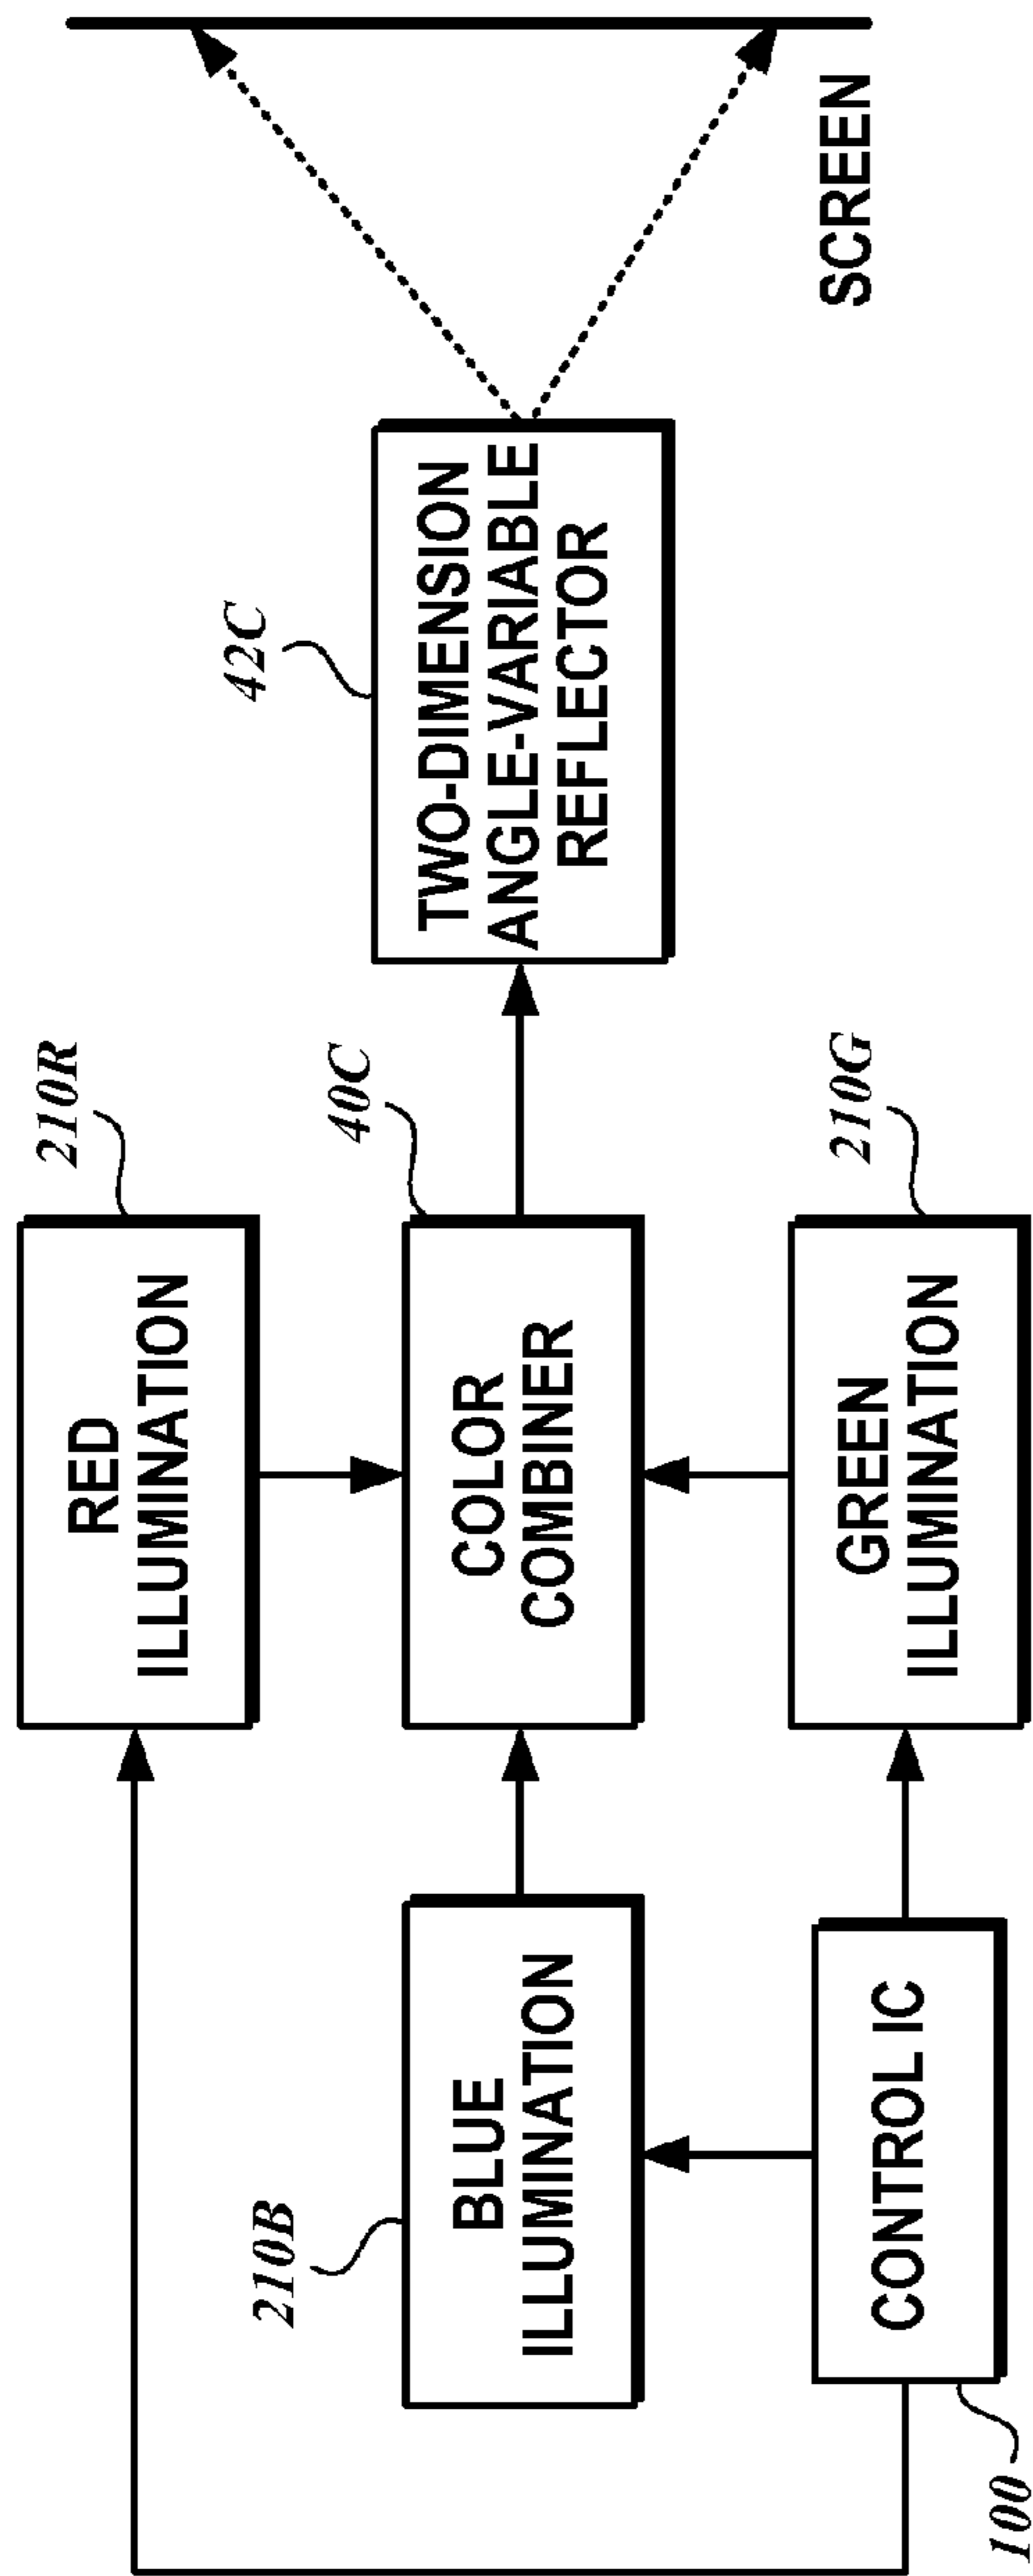 210R
RED
ILLUMINATION
210B
BLUE
ILLUMINATION
40C
COLOR
COMBINER
42C
TWO-DIMENSION
ANGLE-VARIABLE
REFLECTOR
100
CONTROL IC
210G
GREEN
ILLUMINATION
SCREEN